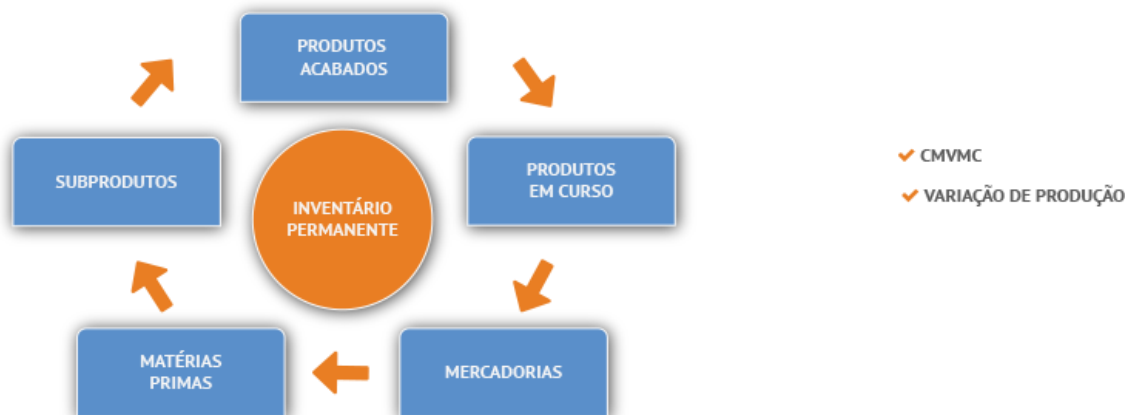 PRODUTOS
ACABADOS
SUBPRODUTOS
INVENTÁRIO
PERMANENTE
PRODUTOS
EM CURSO
MATÉRIAS
PRIMAS
MERCADORIAS
CMVMC
VARIAÇÃO DE PRODUÇÃO